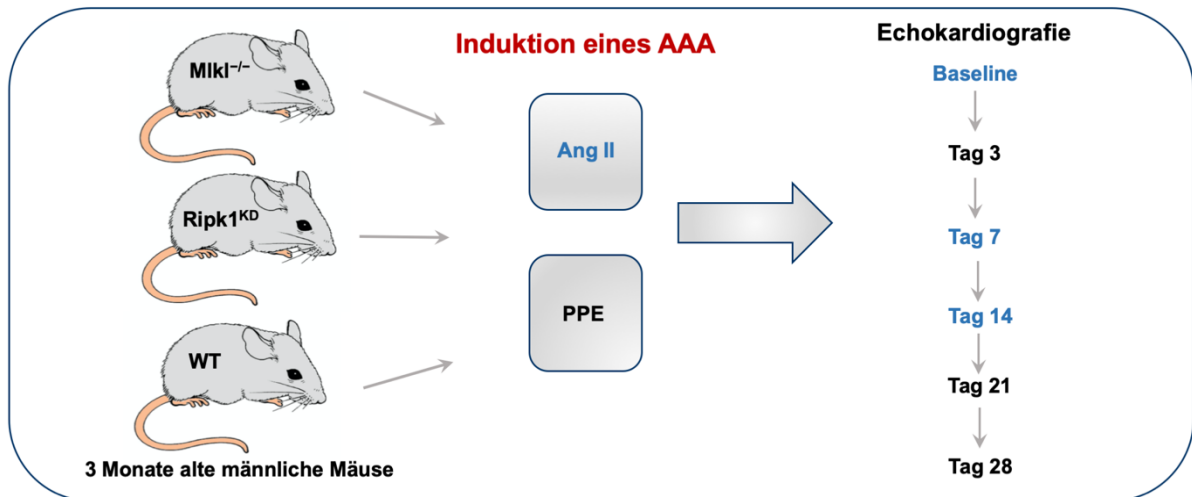 Mlkl–/–
Ripk1KD
WT
3 Monate alte männliche Mäuse
Induktion eines AAA
Ang II
PPE
Echokardiografie
Baseline
Tag 3
Tag 7
Tag 14
Tag 21
Tag 28